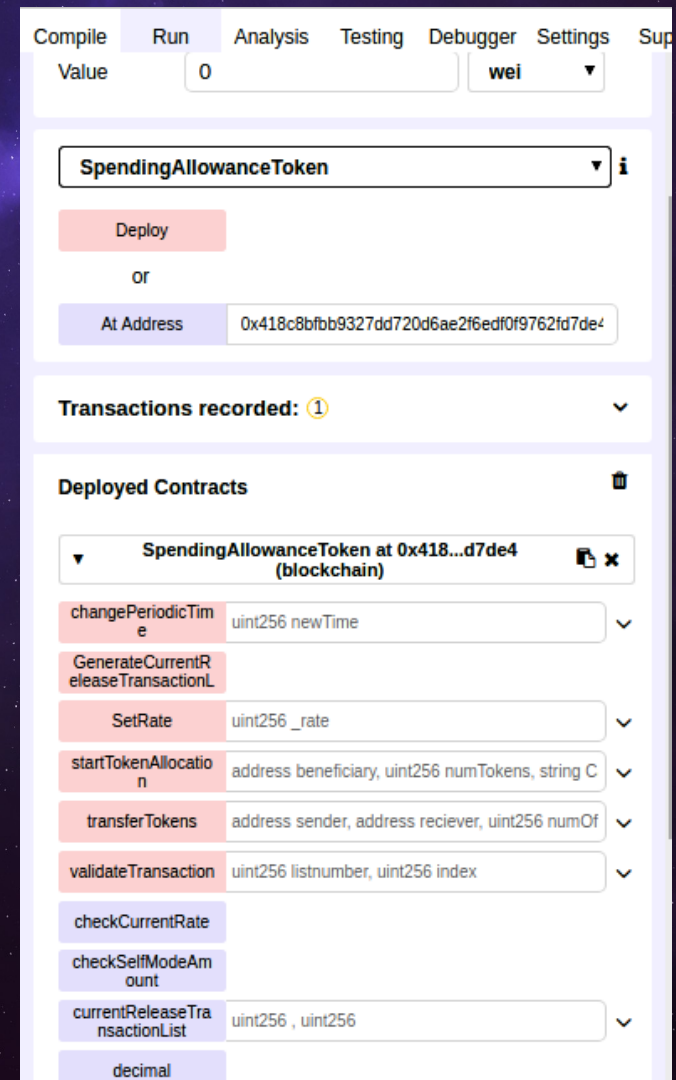 Compile Run Analysis Testing Debugger Settings Sup
Value 0 wei
SpendingAllowanceToken
Deploy
or
At Address 0x418c8bfbb9327dd720d6ae2f6edf0f9762fd7de4
Transactions recorded: 1
Deployed Contracts
SpendingAllowanceToken at 0x418...d7de4
(blockchain)
changePeriodicTim
e
uint256 newTime
GenerateCurrentR
eleaseTransactionL
SetRate uint256 _rate
startTokenAllocatio
n
address beneficiary, uint256 numTokens, string C
transferTokens address sender, address reciever, uint256 numOf
validateTransaction uint256 listnumber, uint256 index
checkCurrentRate
checkSelfModeAm
ount
currentReleaseTra
nsactionList
uint256 , uint256
decimal